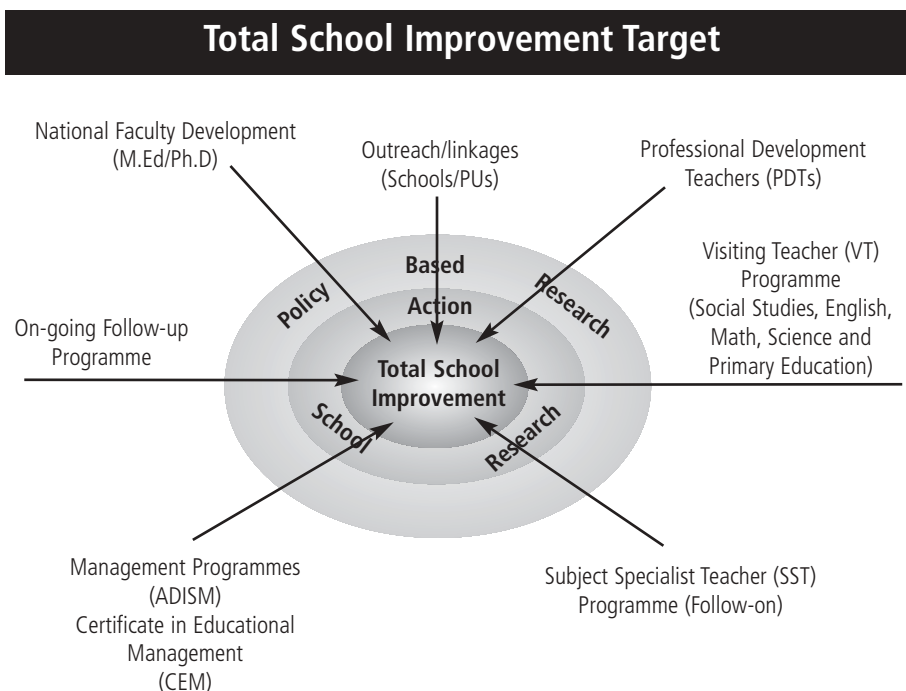 Total School Improvement Target
National Faculty Development
(M.Ed/Ph.D)
Outreach/linkages
(Schools/PUs)
Professional Development
Teachers (PDTs)
Visiting Teacher (VT)
Programme
(Social Studies, English,
Math, Science and
Primary Education)
On-going Follow-up
Programme
Policy
Based
Research
School
Action
Research
Total School
Improvement
Management Programmes
(ADISM)
Certificate in Educational
Management
(CEM)
Subject Specialist Teacher (SST)
Programme (Follow-on)